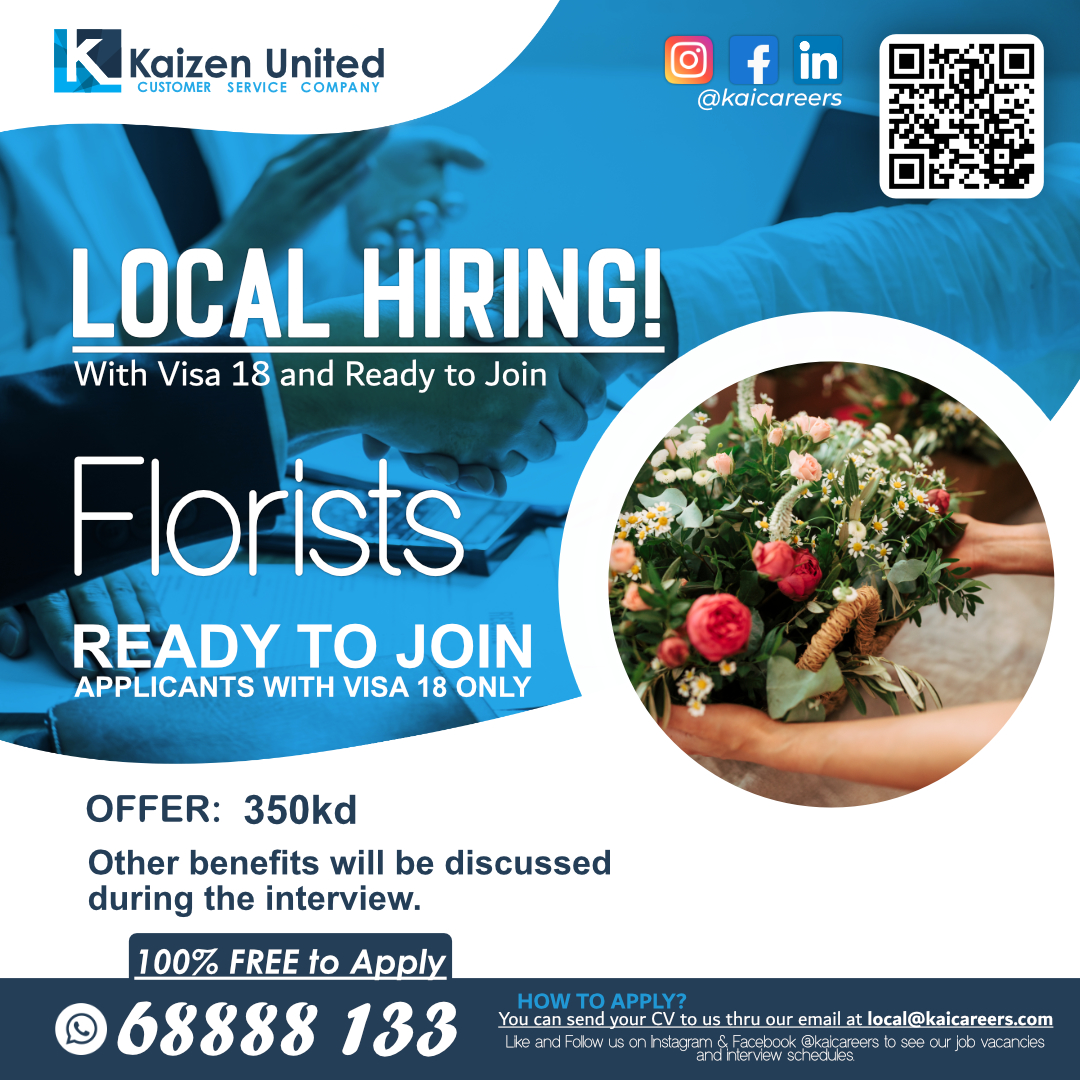 K Kaizen United
CUSTOMER SERVICE COMPANY
@kaicareers
LOCAL HIRING!
With Visa 18 and Ready to Join
Florists
READY TO JOIN
APPLICANTS WITH VISA 18 ONLY
OFFER: 350kd
Other benefits will be discussed
during the interview.
100% FREE to Apply
68888 133
HOW TO APPLY?
You can send your CV to us thru our email at local@kaicareers.com
Like and Follow us on Instagram & Facebook @kaicareers to see our job vacancies
and interview schedules.